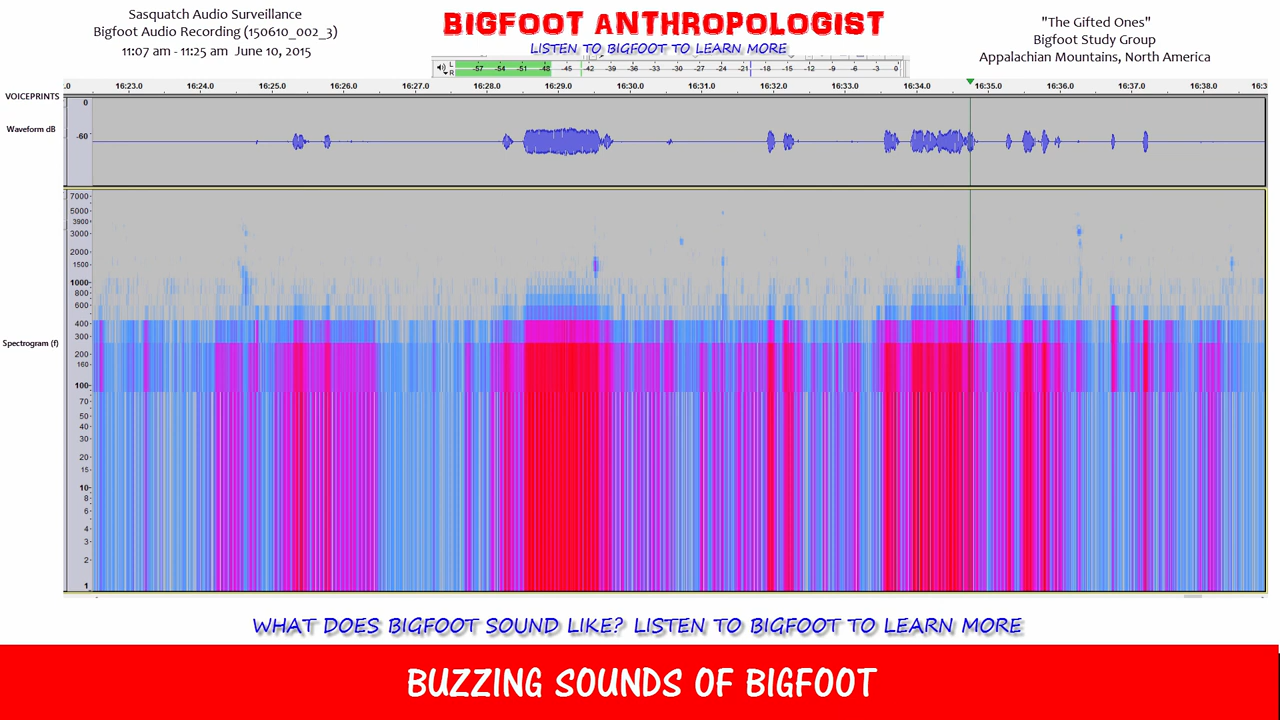 Sasquatch Audio Surveillance
Bigfoot Audio Recording (150610_002_3)
11:07 am - 11:25 am June 10, 2015
BIGFOOT ANTHROPOLOGIST
LISTEN TO BIGFOOT TO LEARN MORE
"The Gifted Ones"
Bigfoot Study Group
Appalachian Mountains, North America
L
R
-57 -54 -51 -48 -45 -42 -39 -36 -33 -30 -27 -24 -21 -18 -15 -12 -9 -6 -3 0
.0 16:23.0 16:24.0 16:25.0 16:26.0 16:27.0 16:28.0 16:29.0 16:30.0 16:31.0 16:32.0 16:33.0 16:34.0 16:35.0 16:36.0 16:37.0 16:38.0 16:3
VOICEPRINTS
0
Waveform dB
-60
7000
5000
3900
3000
2000
1500
1000
800
600
400
300
Spectrogram (f)
200
160
100
70
50
40
30
20
15
10
8
6
4
3
2
1
WHAT DOES BIGFOOT SOUND LIKE? LISTEN TO BIGFOOT TO LEARN MORE
BUZZING SOUNDS OF BIGFOOT